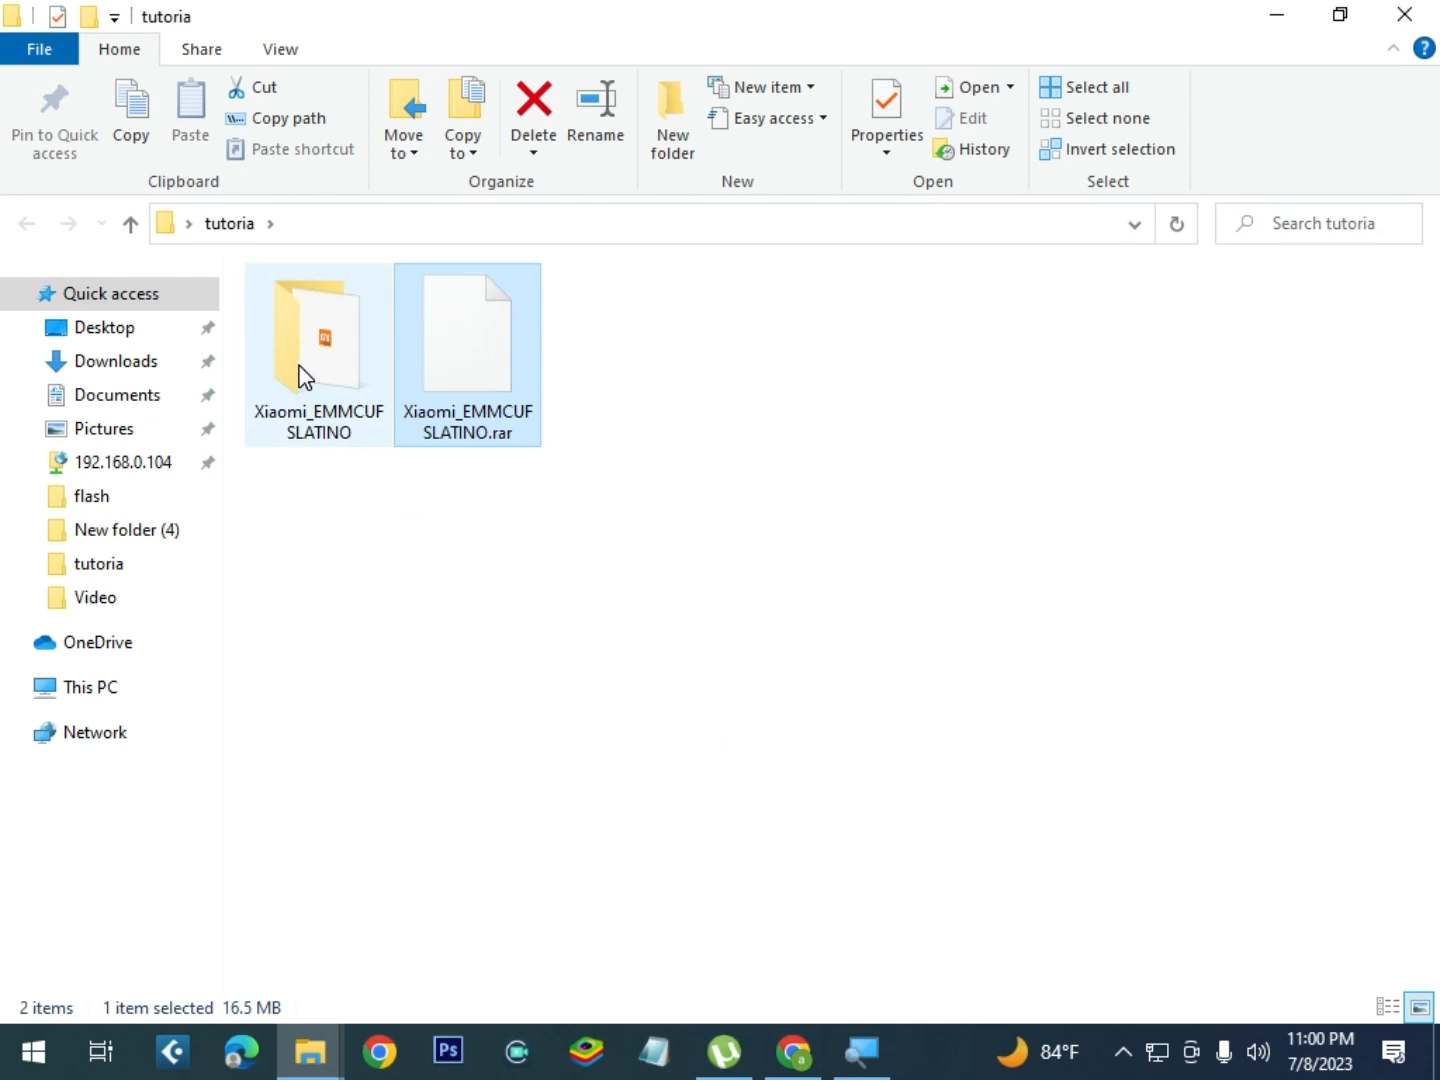 tutoria
File Home Share View
Pin to Quick access
Copy
Paste
Cut
Copy path
Paste shortcut
Clipboard
Move to
Copy to
Delete
Rename
Organize
New folder
New item
Easy access
New
Properties
Open
Edit
History
Open
Select all
Select none
Invert selection
Select
tutoria
Search tutoria
Quick access
Desktop
Downloads
Documents
Pictures
192.168.0.104
flash
New folder (4)
tutoria
Video
OneDrive
This PC
Network
Xiaomi_EMMCUF
SLATINO
Xiaomi_EMMCUF
SLATINO.rar
2 items 1 item selected 16.5 MB
Ps
a
84°F
11:00 PM
7/8/2023